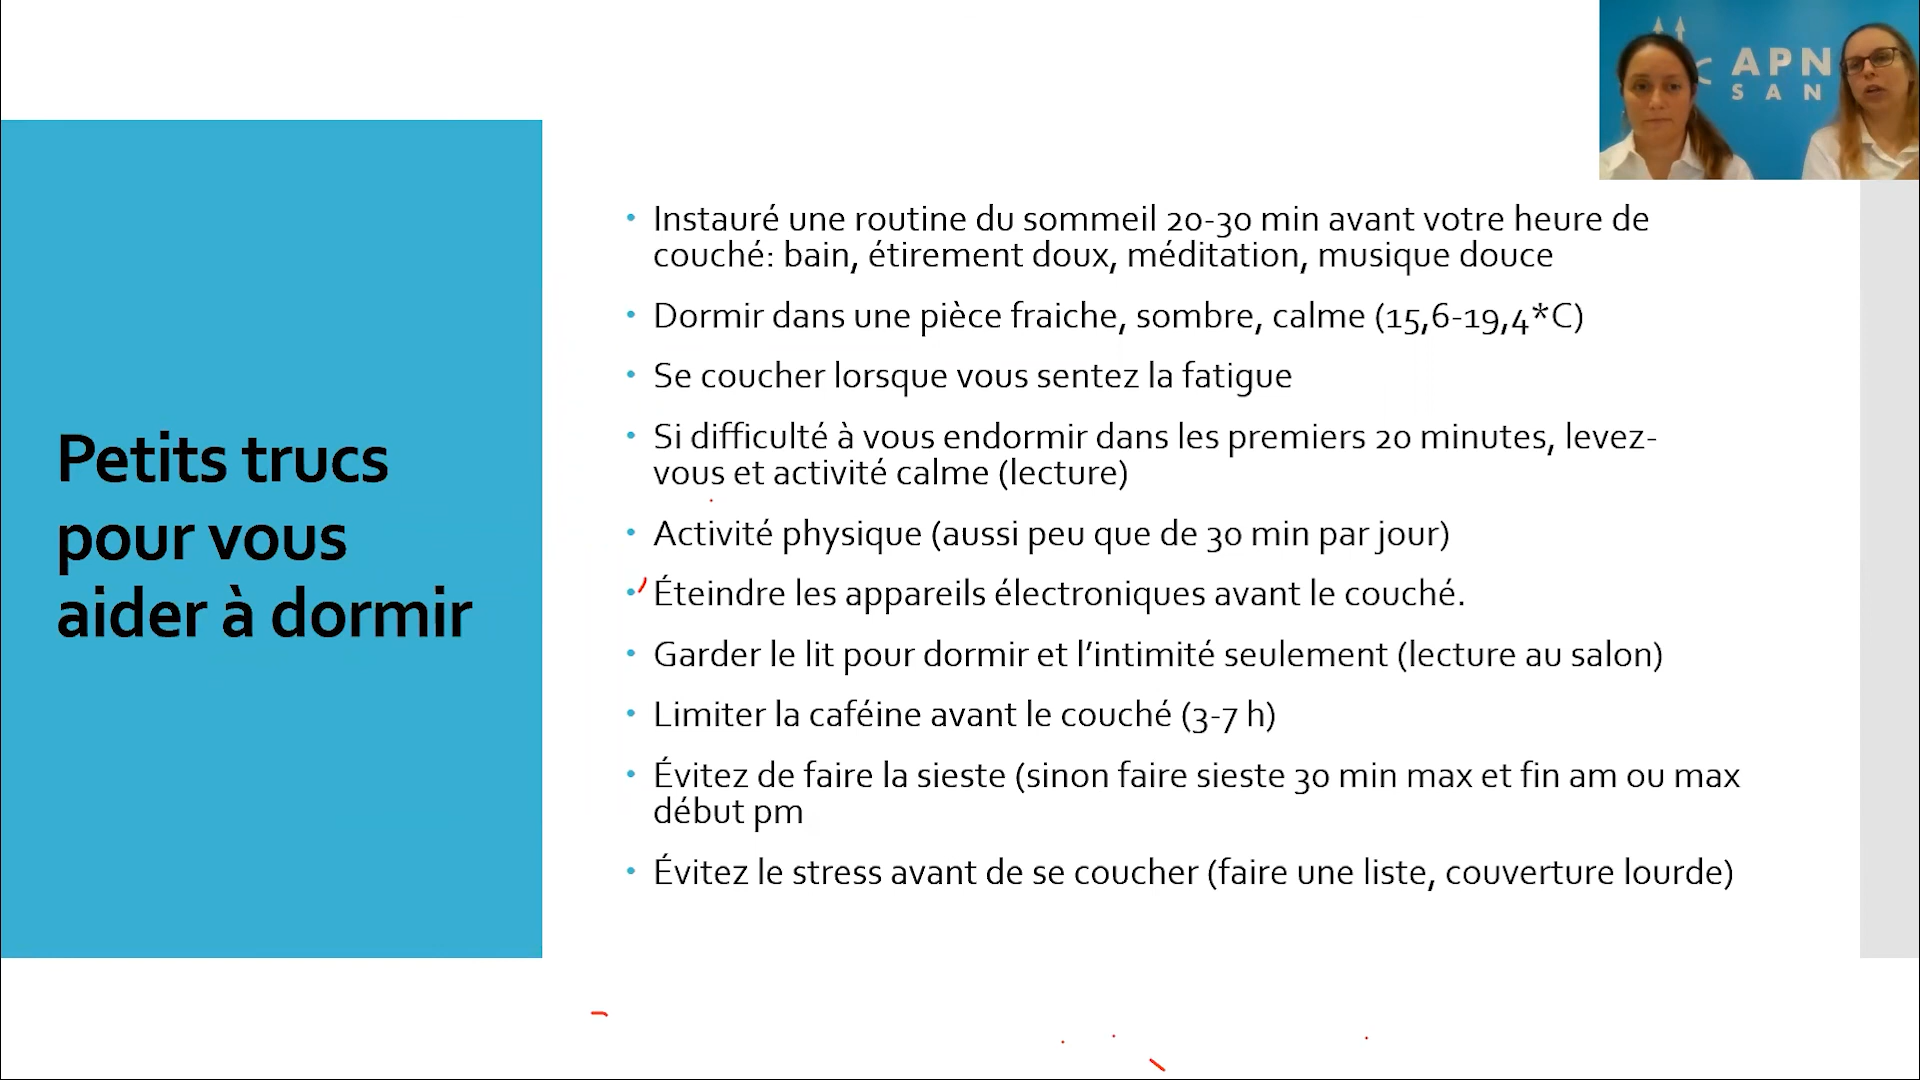 APN
SAN
Petits trucs
pour vous
aider à dormir
• Instauré une routine du sommeil 20-30 min avant votre heure de
couché: bain, étirement doux, méditation, musique douce
• Dormir dans une pièce fraiche, sombre, calme (15,6-19,4*C)
• Se coucher lorsque vous sentez la fatigue
• Si difficulté à vous endormir dans les premiers 20 minutes, levez-
vous et activité calme (lecture)
• Activité physique (aussi peu que de 30 min par jour)
• Éteindre les appareils électroniques avant le couché.
• Garder le lit pour dormir et l’intimité seulement (lecture au salon)
• Limiter la caféine avant le couché (3-7 h)
• Évitez de faire la sieste (sinon faire sieste 30 min max et fin am ou max
début pm
• Évitez le stress avant de se coucher (faire une liste, couverture lourde)